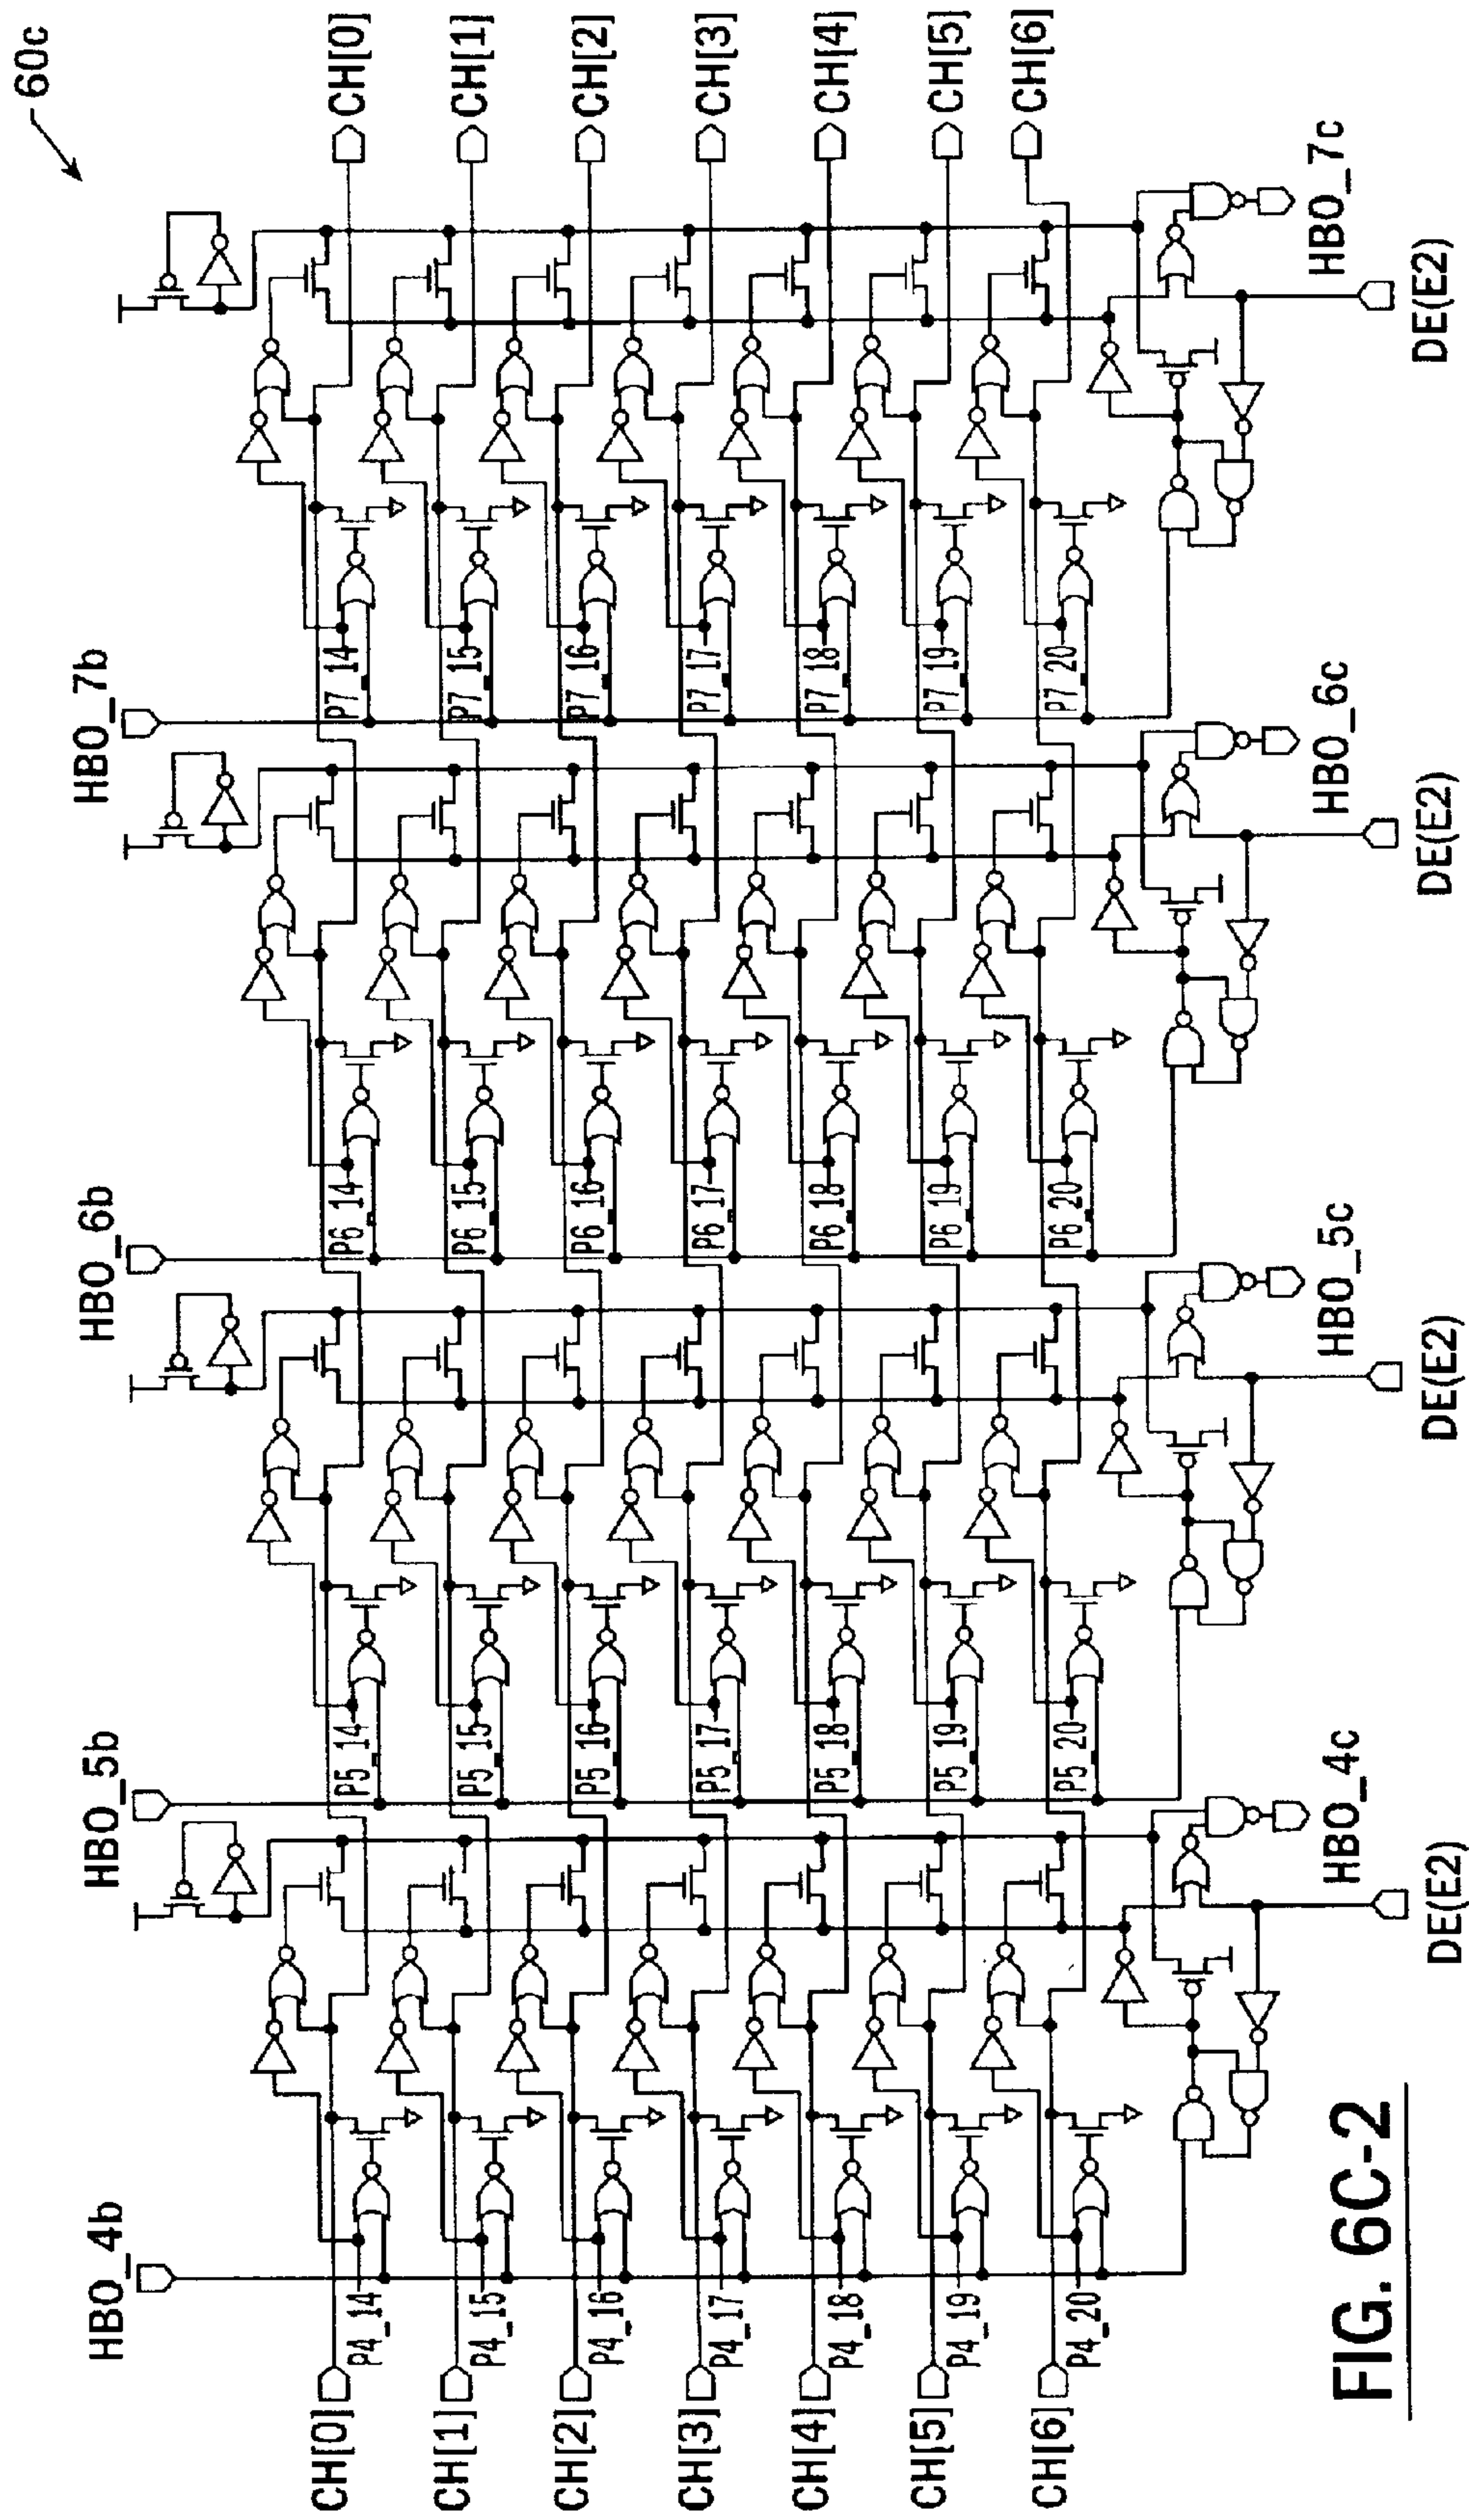 60c
HBO_4b
HBO_5b
HBO_6b
HBO_7b
CH[0]
P4_14
P5_14
P6_14
P7_14
CH[0]
CH[1]
P4_15
P5_15
P6_15
P7_15
CH[1]
CH[2]
P4_16
P5_16
P6_16
P7_16
CH[2]
CH[3]
P4_17
P5_17
P6_17
P7_17
CH[3]
CH[4]
P4_18
P5_18
P6_18
P7_18
CH[4]
CH[5]
P4_19
P5_19
P6_19
P7_19
CH[5]
CH[6]
P4_20
P5_20
P6_20
P7_20
CH[6]
HBO_4c
HBO_5c
HBO_6c
HBO_7c
DE(E2)
DE(E2)
DE(E2)
DE(E2)
FIG. 6C-2